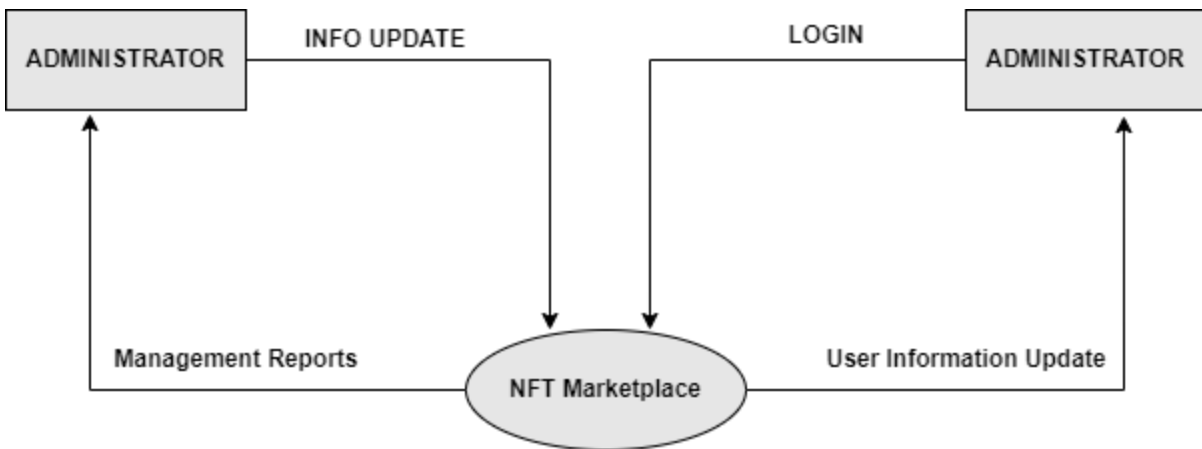 INFO UPDATE
LOGIN
ADMINISTRATOR
ADMINISTRATOR
Management Reports
User Information Update
NFT Marketplace